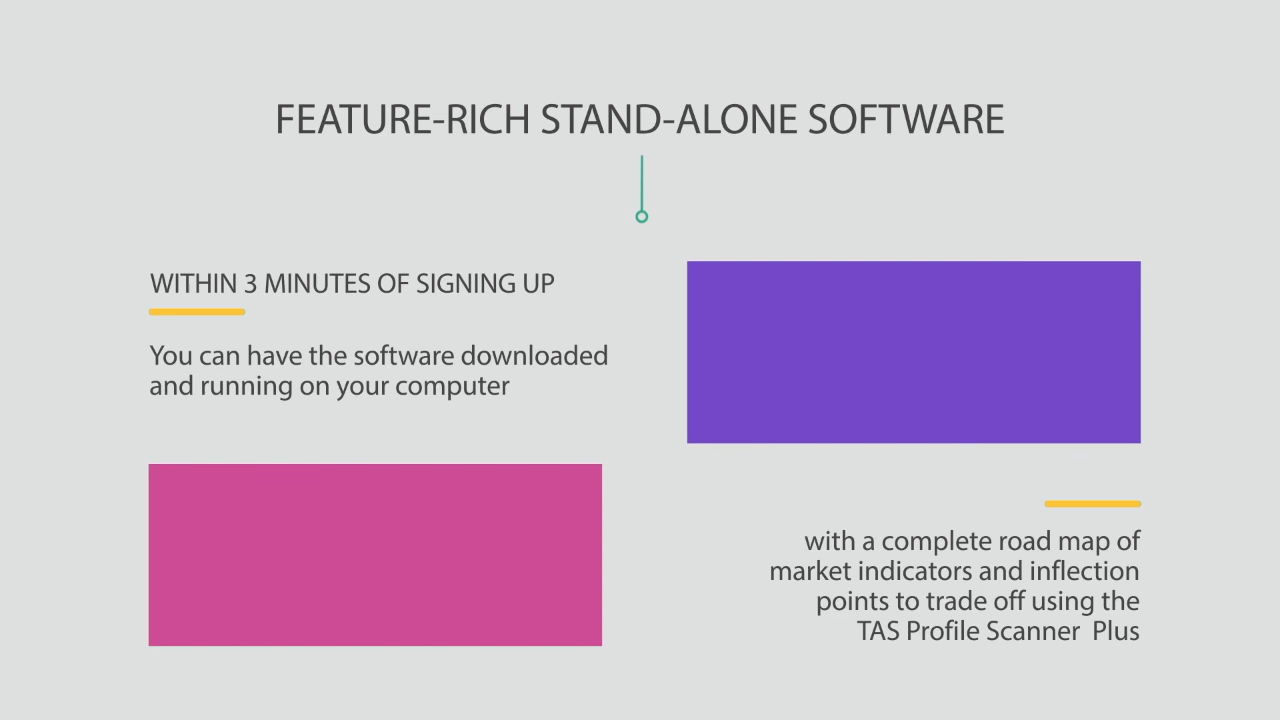 FEATURE-RICH STAND-ALONE SOFTWARE
WITHIN 3 MINUTES OF SIGNING UP
You can have the software downloaded
and running on your computer
with a complete road map of
market indicators and inflection
points to trade off using the
TAS Profile Scanner  Plus